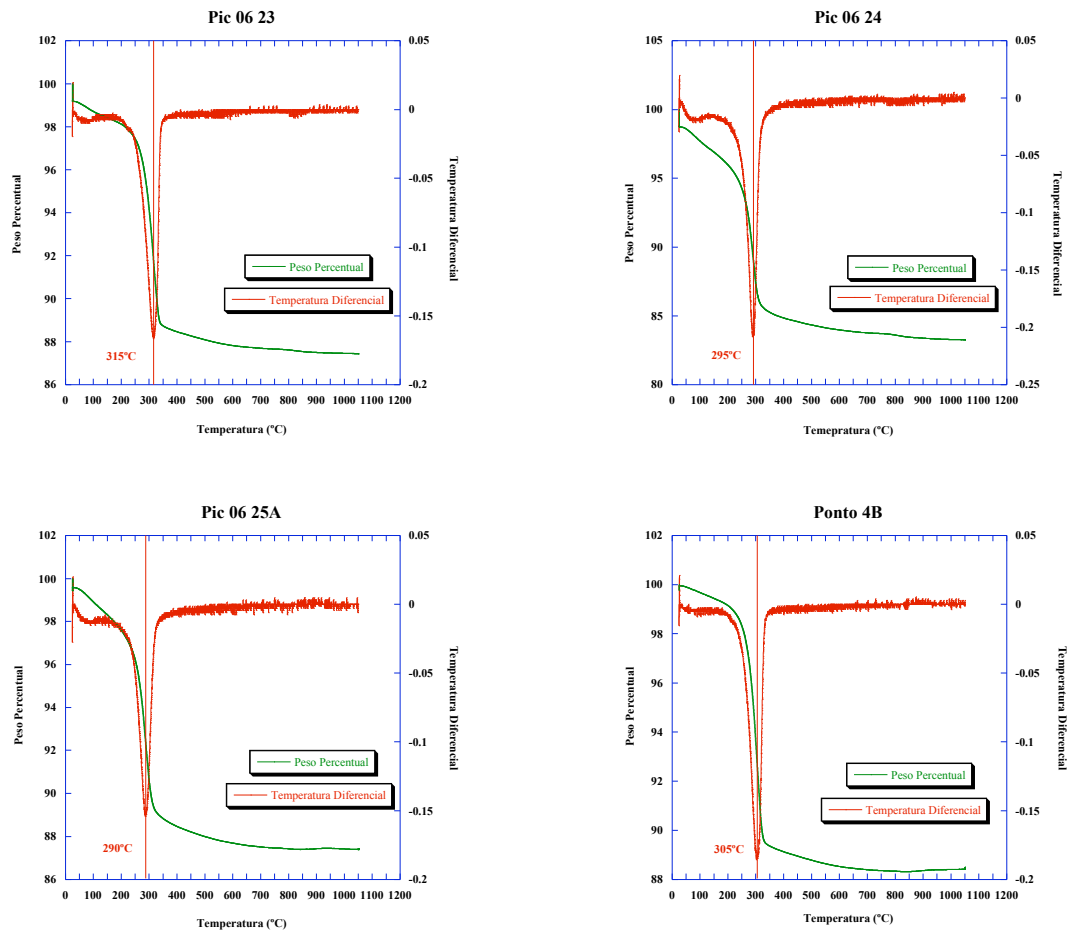 Pic 06 23
102
100
98
96
94
92
90
88
86
0.05
0
-0.05
-0.1
-0.15
-0.2
0 100 200 300 400 500 600 700 800 900 1000 1100 1200
Peso Percentual
Temperatura Diferencial
Peso Percentual
Temperatura Diferencial
315ºC
Temperatura (ºC)
Pic 06 24
105
100
95
90
85
80
0.05
0
-0.05
-0.1
-0.15
-0.2
-0.25
0 100 200 300 400 500 600 700 800 900 1000 1100 1200
Peso Percentual
Temperatura Diferencial
Peso Percentual
Temperatura Diferencial
295ºC
Temepratura (ºC)
Pic 06 25A
102
100
98
96
94
92
90
88
86
0.05
0
-0.05
-0.1
-0.15
-0.2
0 100 200 300 400 500 600 700 800 900 1000 1100 1200
Peso Percentual
Temperatura Diferencial
Peso Percentual
Temperatura Diferencial
290ºC
Temperatura (ºC)
Ponto 4B
102
100
98
96
94
92
90
88
0.05
0
-0.05
-0.1
-0.15
-0.2
0 100 200 300 400 500 600 700 800 900 1000 1100 1200
Peso Percentual
Temperatura Diferencial
Peso Percentual
Temperatura Diferencial
305ºC
Temperatura (ºC)